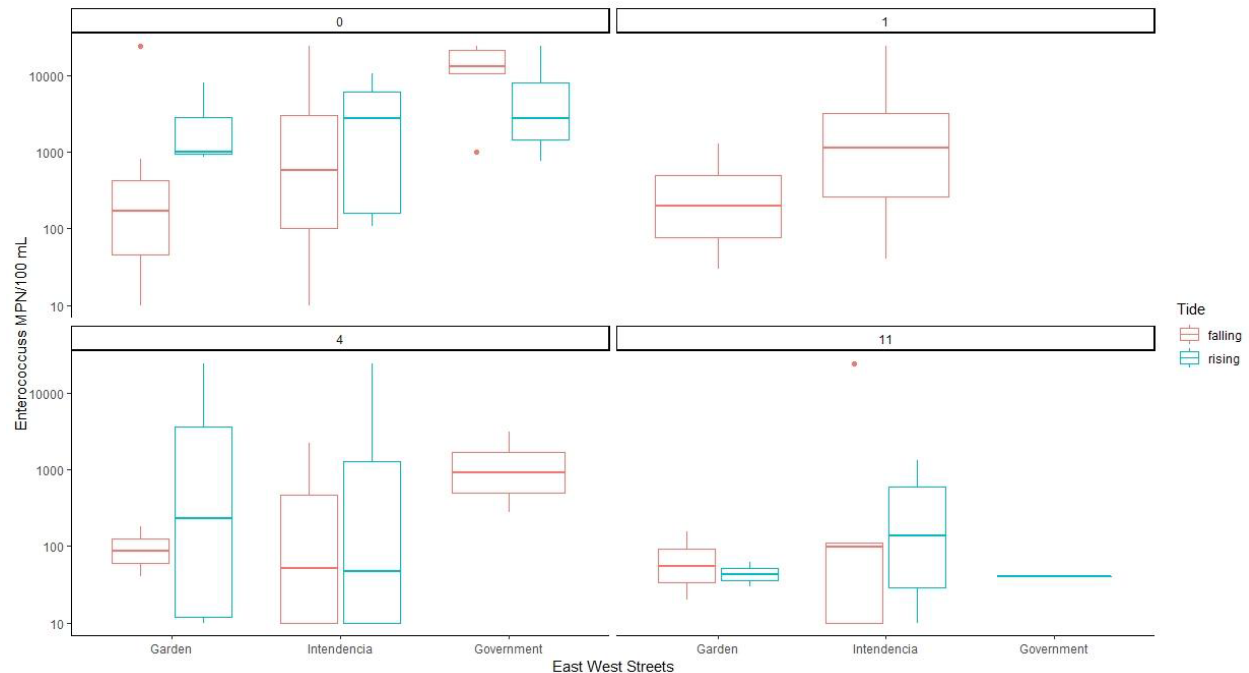 0
1
10000
1000
100
10
4
11
10000
1000
100
10
Enterococcuss MPN/100 mL
Garden
Intendencia
Government
Garden
Intendencia
Government
East West Streets
Tide
falling
rising